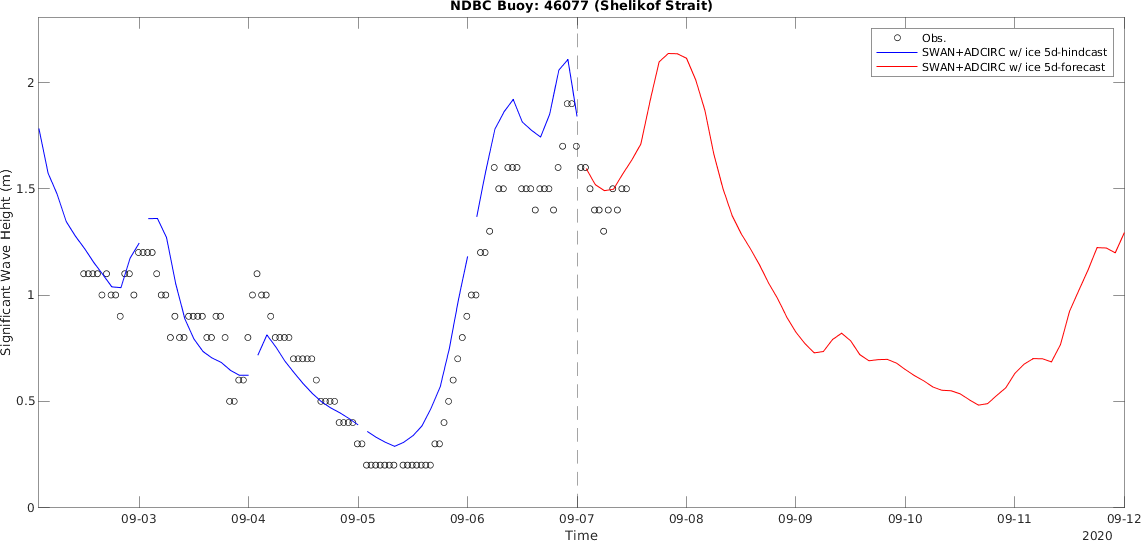 NDBC Buoy: 46077 (Shelikof Strait)
Obs.
SWAN+ADCIRC w/ ice 5d-hindcast
SWAN+ADCIRC w/ ice 5d-forecast
Significant Wave Height (m)
2
1.5
1
0.5
0
09-03 09-04 09-05 09-06 09-07 09-08 09-09 09-10 09-11 09-12
Time
2020